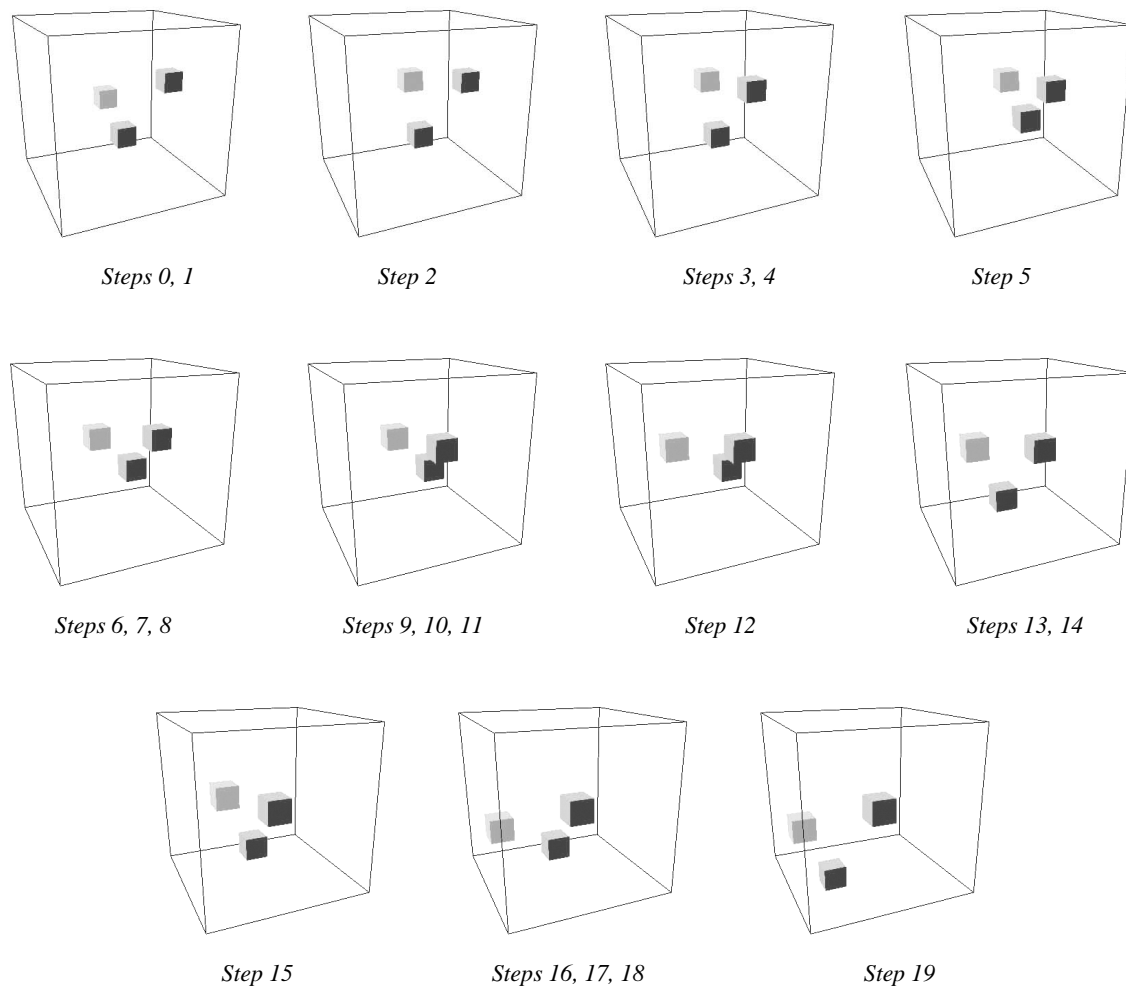 Steps 0, 1
Step 2
Steps 3, 4
Step 5
Steps 6, 7, 8
Steps 9, 10, 11
Step 12
Steps 13, 14
Step 15
Steps 16, 17, 18
Step 19